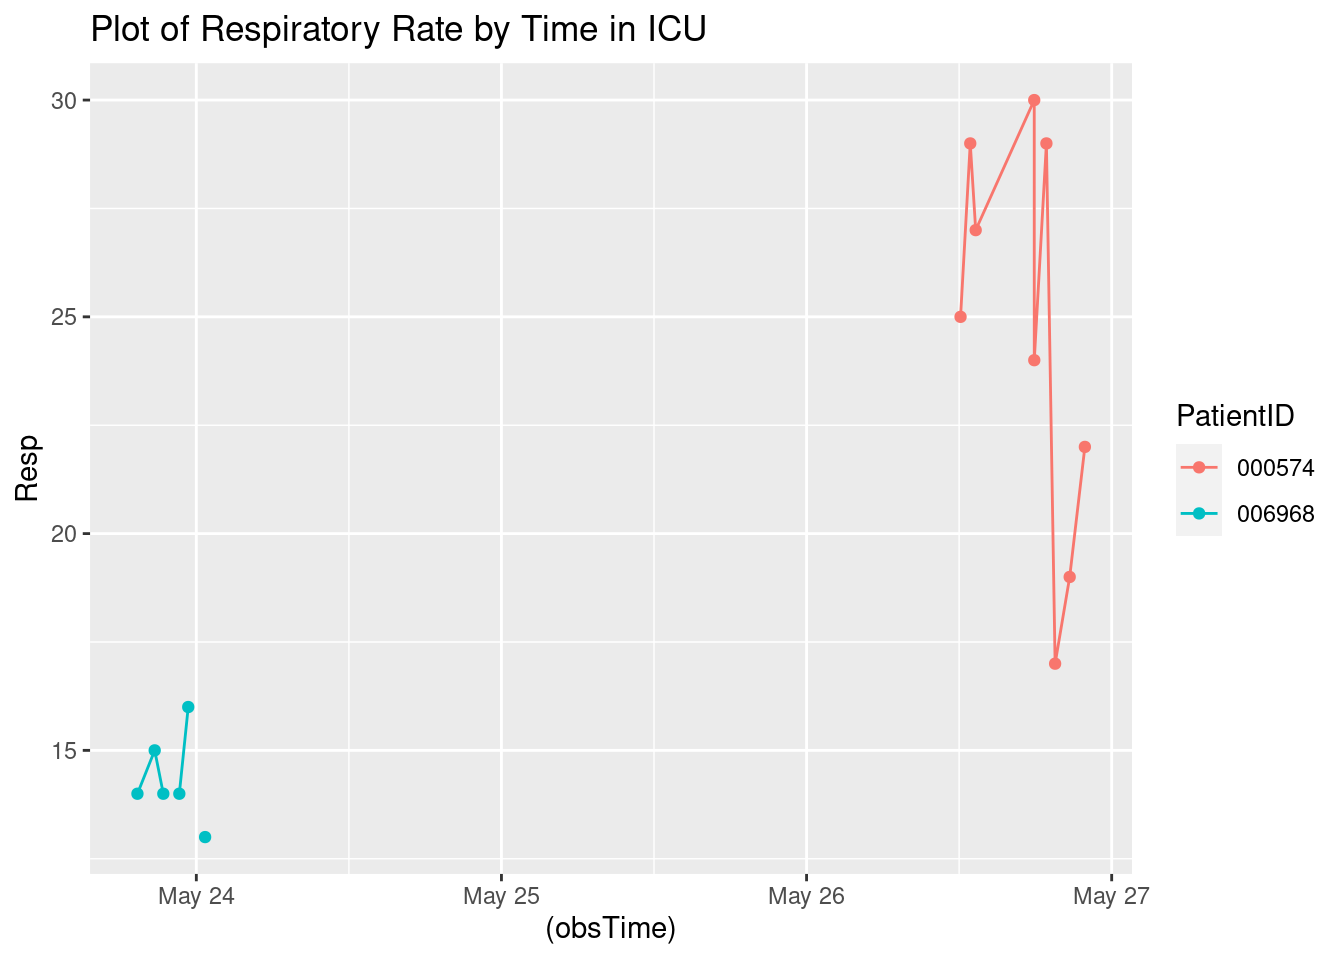 Plot of Respiratory Rate by Time in ICU
30
25
20
15
Resp
May 24
May 25
May 26
May 27
(obsTime)
PatientID
000574
006968